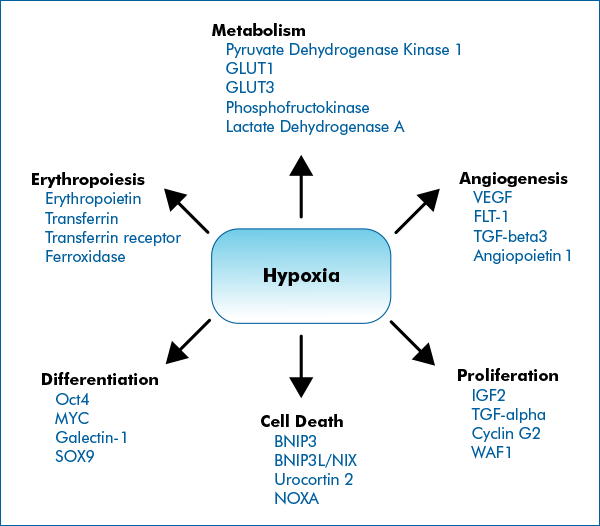 Metabolism
Pyruvate Dehydrogenase Kinase 1
GLUT1
GLUT3
Phosphofructokinase
Lactate Dehydrogenase A
Erythropoiesis
Erythropoietin
Transferrin
Transferrin receptor
Ferroxidase
Angiogenesis
VEGF
FLT-1
TGF-beta3
Angiopoietin 1
Hypoxia
Differentiation
Oct4
MYC
Galectin-1
SOX9
Cell Death
BNIP3
BNIP3L/NIX
Urocortin 2
NOXA
Proliferation
IGF2
TGF-alpha
Cyclin G2
WAF1